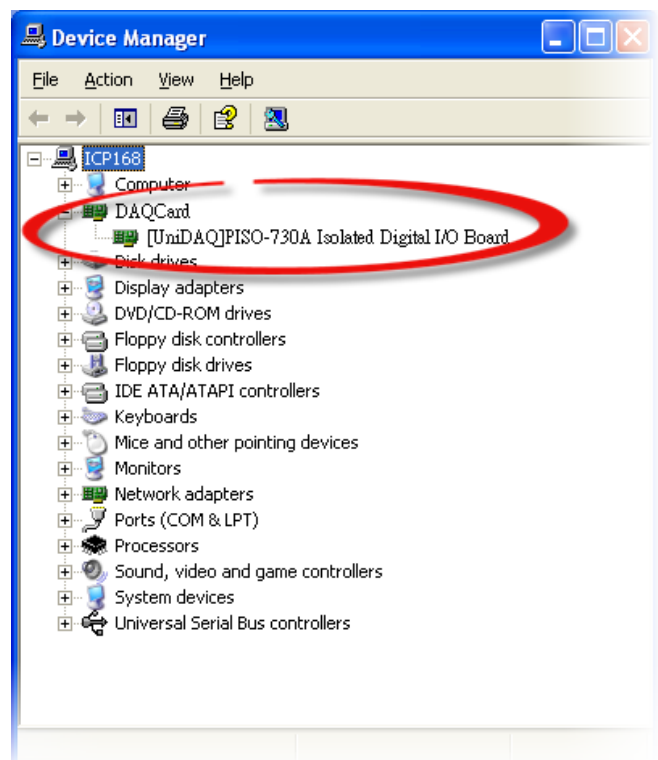 Device Manager
File Action View Help
ICP168
Computer
DAQCard
[UniDAQ]PISO-730A Isolated Digital I/O Board
Disk drives
Display adapters
DVD/CD-ROM drives
Floppy disk controllers
Floppy disk drives
IDE ATA/ATAPI controllers
Keyboards
Mice and other pointing devices
Monitors
Network adapters
Ports (COM & LPT)
Processors
Sound, video and game controllers
System devices
Universal Serial Bus controllers